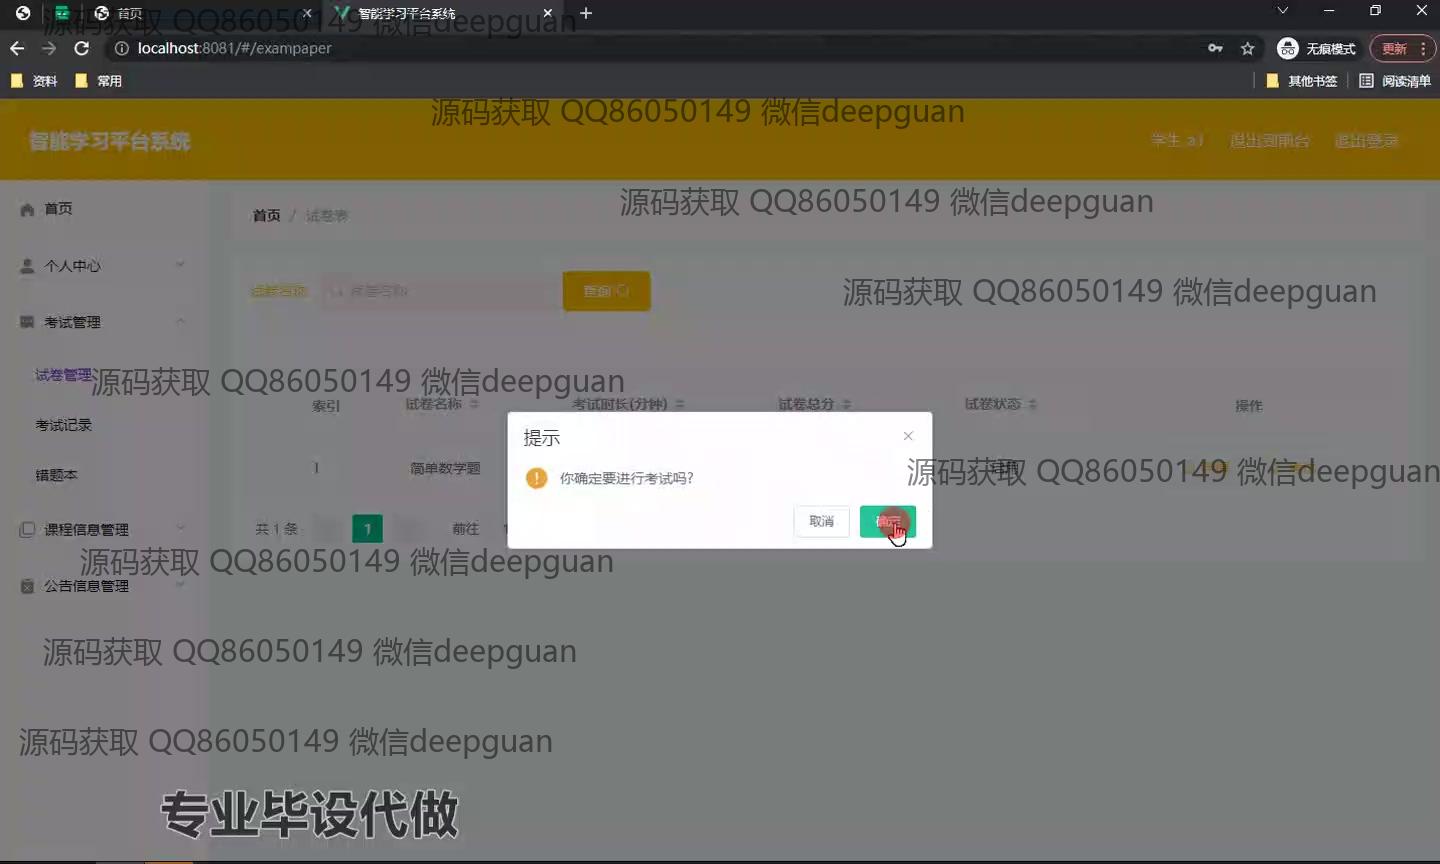 首页
智能学习平台系统
源码获取 QQ86050149 微信deepguan
localhost:8081/#/exampaper
无痕模式
更新
资料
常用
其他书签
阅读清单
源码获取 QQ86050149 微信deepguan
智能学习平台系统
学生 a1
退出到前台
退出登录
源码获取 QQ86050149 微信deepguan
首页
首页 / 试卷表
个人中心
试卷名称
试卷名称
查询
源码获取 QQ86050149 微信deepguan
考试管理
试卷管理
源码获取 QQ86050149 微信deepguan
索引
试卷名称
考试时长(分钟)
试卷总分
试卷状态
操作
考试记录
提示
1
简单数学题
你确定要进行考试吗?
源码获取 QQ86050149 微信deepguan
错题本
取消
课程信息管理
共 1 条
1
前往
源码获取 QQ86050149 微信deepguan
公告信息管理
源码获取 QQ86050149 微信deepguan
源码获取 QQ86050149 微信deepguan
专业毕设代做